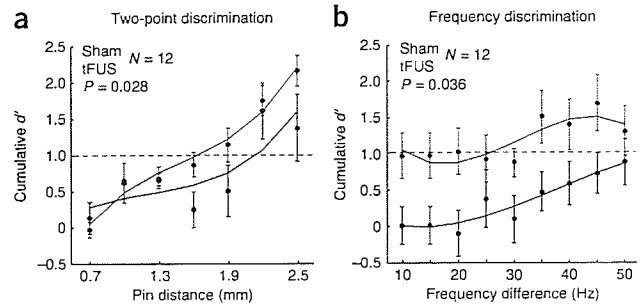 a
Two-point discrimination
Sham
tFUS
N = 12
P = 0.028
Cumulative d′
2.5
2.0
1.5
1.0
0.5
0
−0.5
0.7
1.3
1.9
2.5
Pin distance (mm)
b
Frequency discrimination
Sham
tFUS
N = 12
P = 0.036
Cumulative d′
2.5
2.0
1.5
1.0
0.5
0
−0.5
10
20
30
40
50
Frequency difference (Hz)